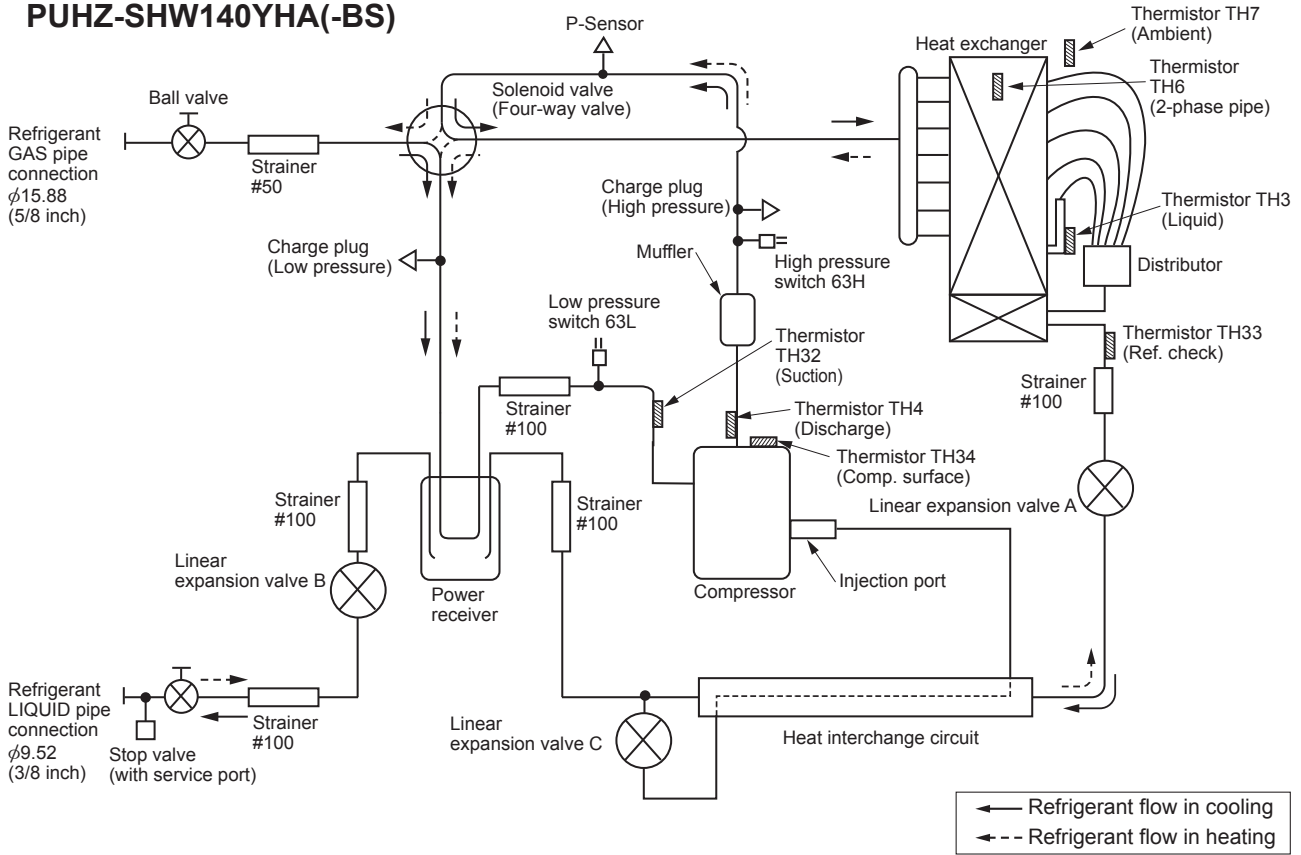 PUHZ-SHW140YHA(-BS)
P-Sensor
Thermistor TH7
(Ambient)
Heat exchanger
Thermistor
TH6
(2-phase pipe)
Ball valve
Solenoid valve
(Four-way valve)
Refrigerant
GAS pipe
connection
ϕ15.88
(5/8 inch)
Strainer
#50
Charge plug
(High pressure)
Thermistor TH3
(Liquid)
Charge plug
(Low pressure)
Muffler
High pressure
switch 63H
Distributor
Low pressure
switch 63L
Thermistor
TH32
(Suction)
Thermistor TH33
(Ref. check)
Strainer
#100
Strainer
#100
Thermistor TH4
(Discharge)
Thermistor TH34
(Comp. surface)
Strainer
#100
Strainer
#100
Linear expansion valve A
Linear
expansion valve B
Power
receiver
Compressor
Injection port
Refrigerant
LIQUID pipe
connection
ϕ9.52
(3/8 inch)
Stop valve
(with service port)
Strainer
#100
Linear
expansion valve C
Heat interchange circuit
Refrigerant flow in cooling
Refrigerant flow in heating